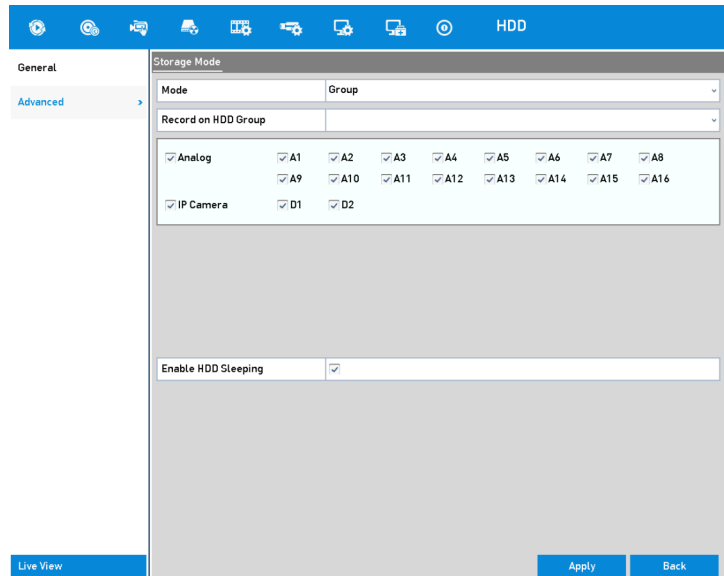 HDD
General
Advanced
Storage Mode
Mode Group
Record on HDD Group
Analog A1 A2 A3 A4 A5 A6 A7 A8
A9 A10 A11 A12 A13 A14 A15 A16
IP Camera D1 D2
Enable HDD Sleeping
Live View Apply Back